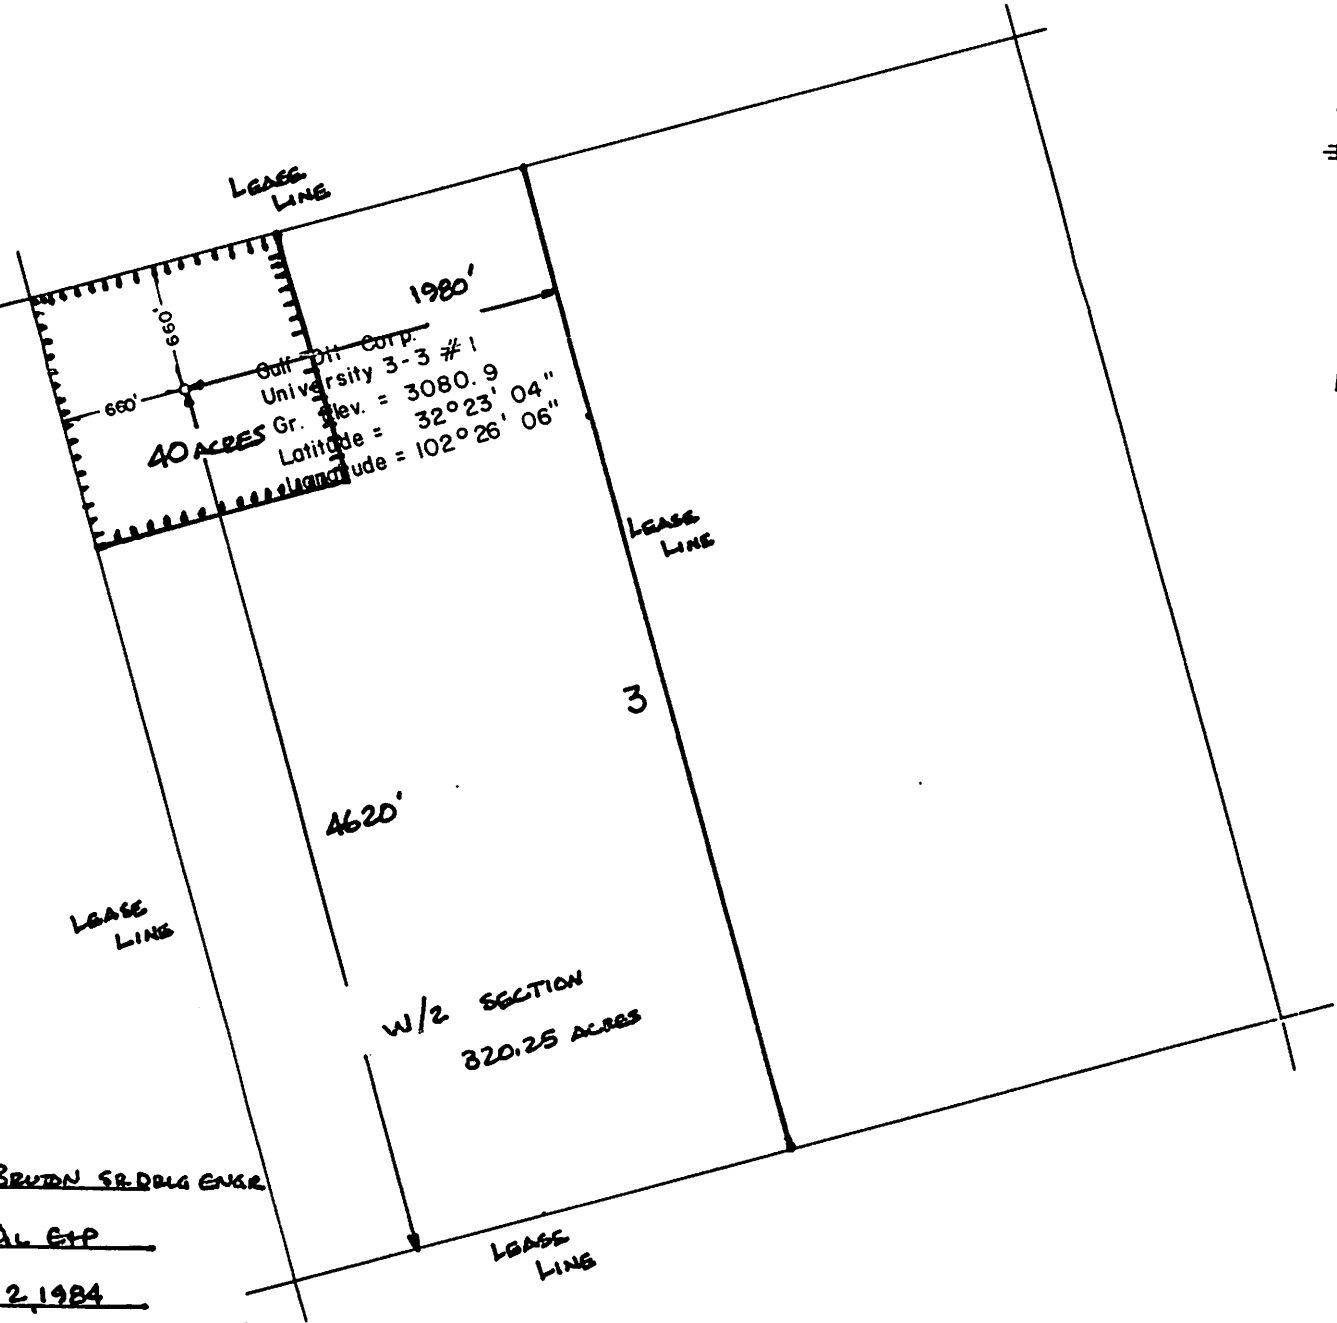 LEASE
LINE
1980'
660'
660'
Gulf Oil Corp.
University 3-3 #1
Gr. Elev. = 3080.9
Latitude = 32°23' 04"
Longitude = 102°26' 06"
40 ACRES
LEASE
LINE
3
4620'
LEASE
LINE
W/2 SECTION
320.25 ACRES
BRUTON SR. DRLG ENGR
AL E+P
2, 1984
LEASE
LINE